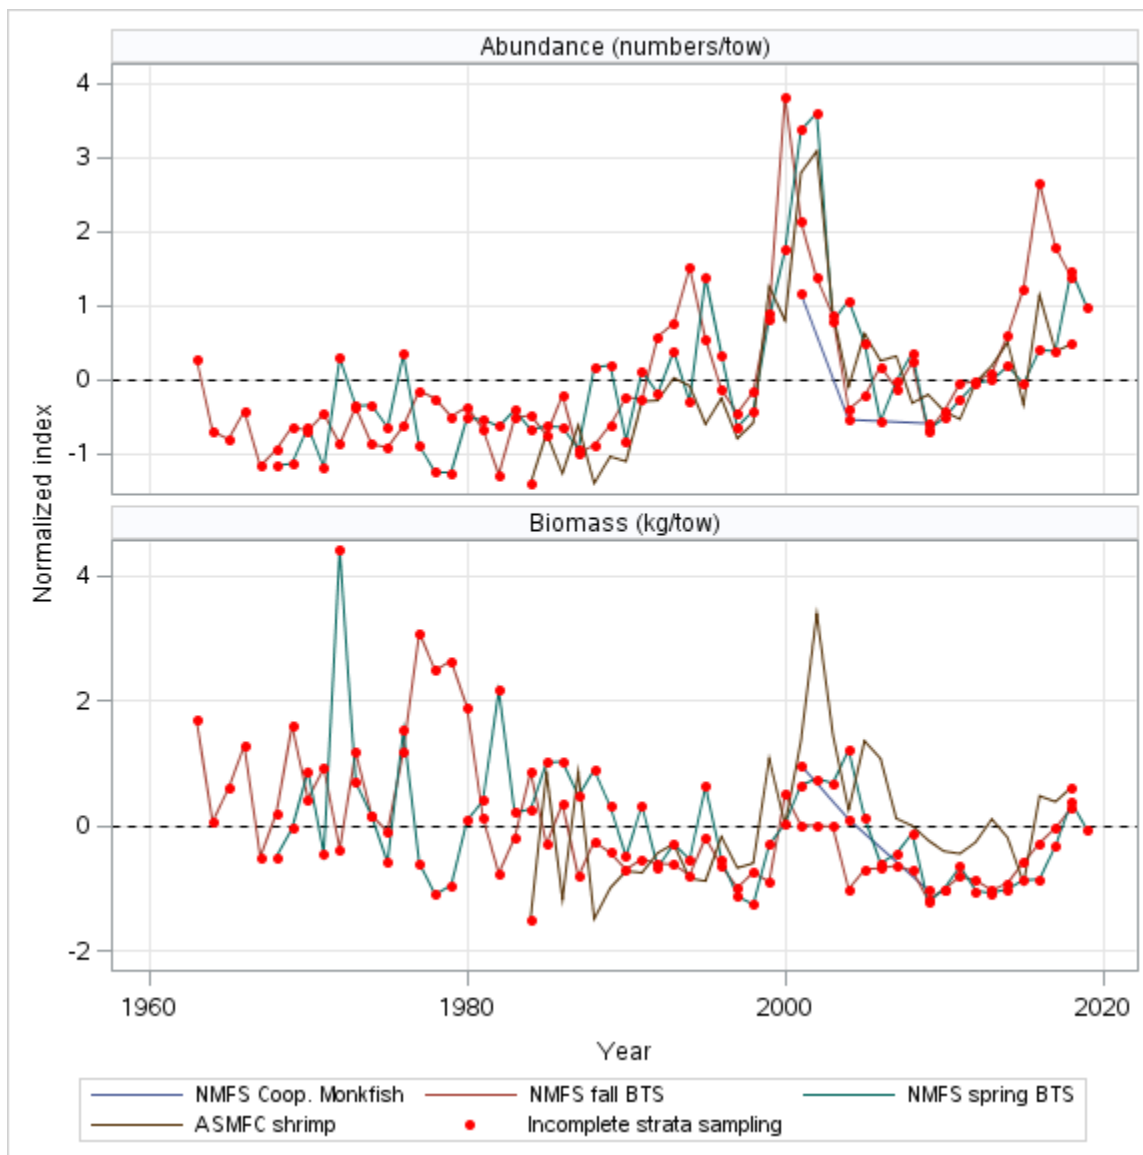 Abundance (numbers/tow)
4
3
2
1
0
-1
Biomass (kg/tow)
4
2
0
-2
Normalized index
1960 1980 2000 2020
Year
NMFS Coop. Monkfish NMFS fall BTS NMFS spring BTS
ASMFC shrimp Incomplete strata sampling